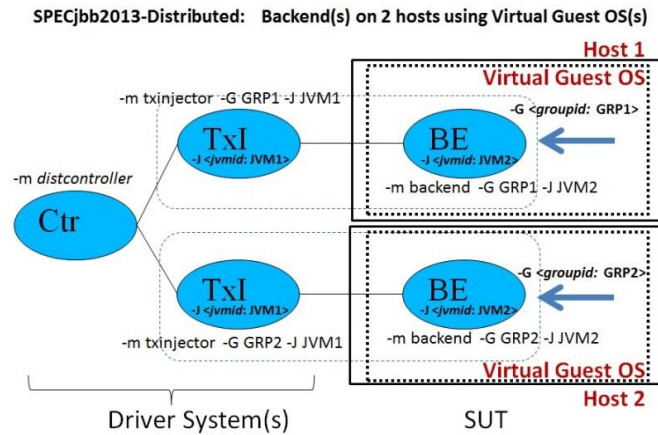 SPECjbb2013-Distributed: Backend(s) on 2 hosts using Virtual Guest OS(s)
Host 1
Virtual Guest OS
-m txinjector -G GRP1 -J JVM1
-G <groupid: GRP1>
TxI
-J <jvmid: JVM1>
BE
-J <jvmid: JVM2>
-m distcontroller
-m backend -G GRP1 -J JVM2
Ctr
-G <groupid: GRP2>
TxI
-J <jvmid: JVM1>
BE
-J <jvmid: JVM2>
-m txinjector -G GRP2 -J JVM1
-m backend -G GRP2 -J JVM2
Virtual Guest OS
Host 2
Driver System(s)
SUT